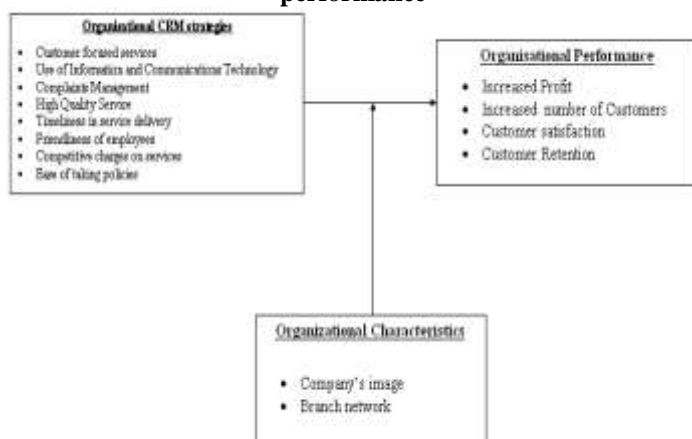 performance
Organisational CRM strategies
• Customer focused services
• Use of Information and Communications Technology
• Complaints Management
• High Quality Service
• Timeliness in service delivery
• Friendliness of employees
• Competitive charges on services
• Ease of taking policies
Organisational Performance
• Increased Profit
• Increased number of Customers
• Customer satisfaction
• Customer Retention
Organizational Characteristics
• Company's image
• Branch network